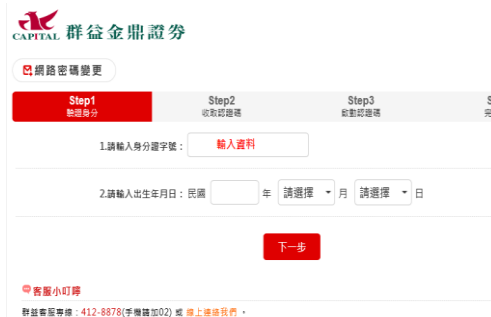 CAPITAL 群益金鼎證券
網路密碼變更
Step1
驗證身分
Step2
收取認證碼
Step3
啟動認證碼
S
完
1.請輸入身分證字號： 輸入資料
2.請輸入出生年月日： 民國 年 請選擇 月 請選擇 日
下一步
客服小叮嚀
群益客服專線：412-8878(手機請加02) 或 線上連絡我們 。